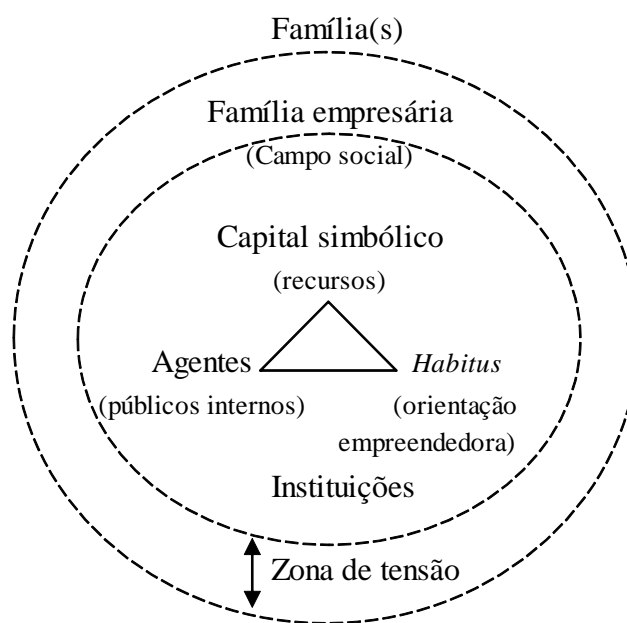 Família(s)
Família empresária
(Campo social)
Capital simbólico
(recursos)
Agentes
Habitus
(públicos internos)
(orientação
empreendedora)
Instituições
Zona de tensão